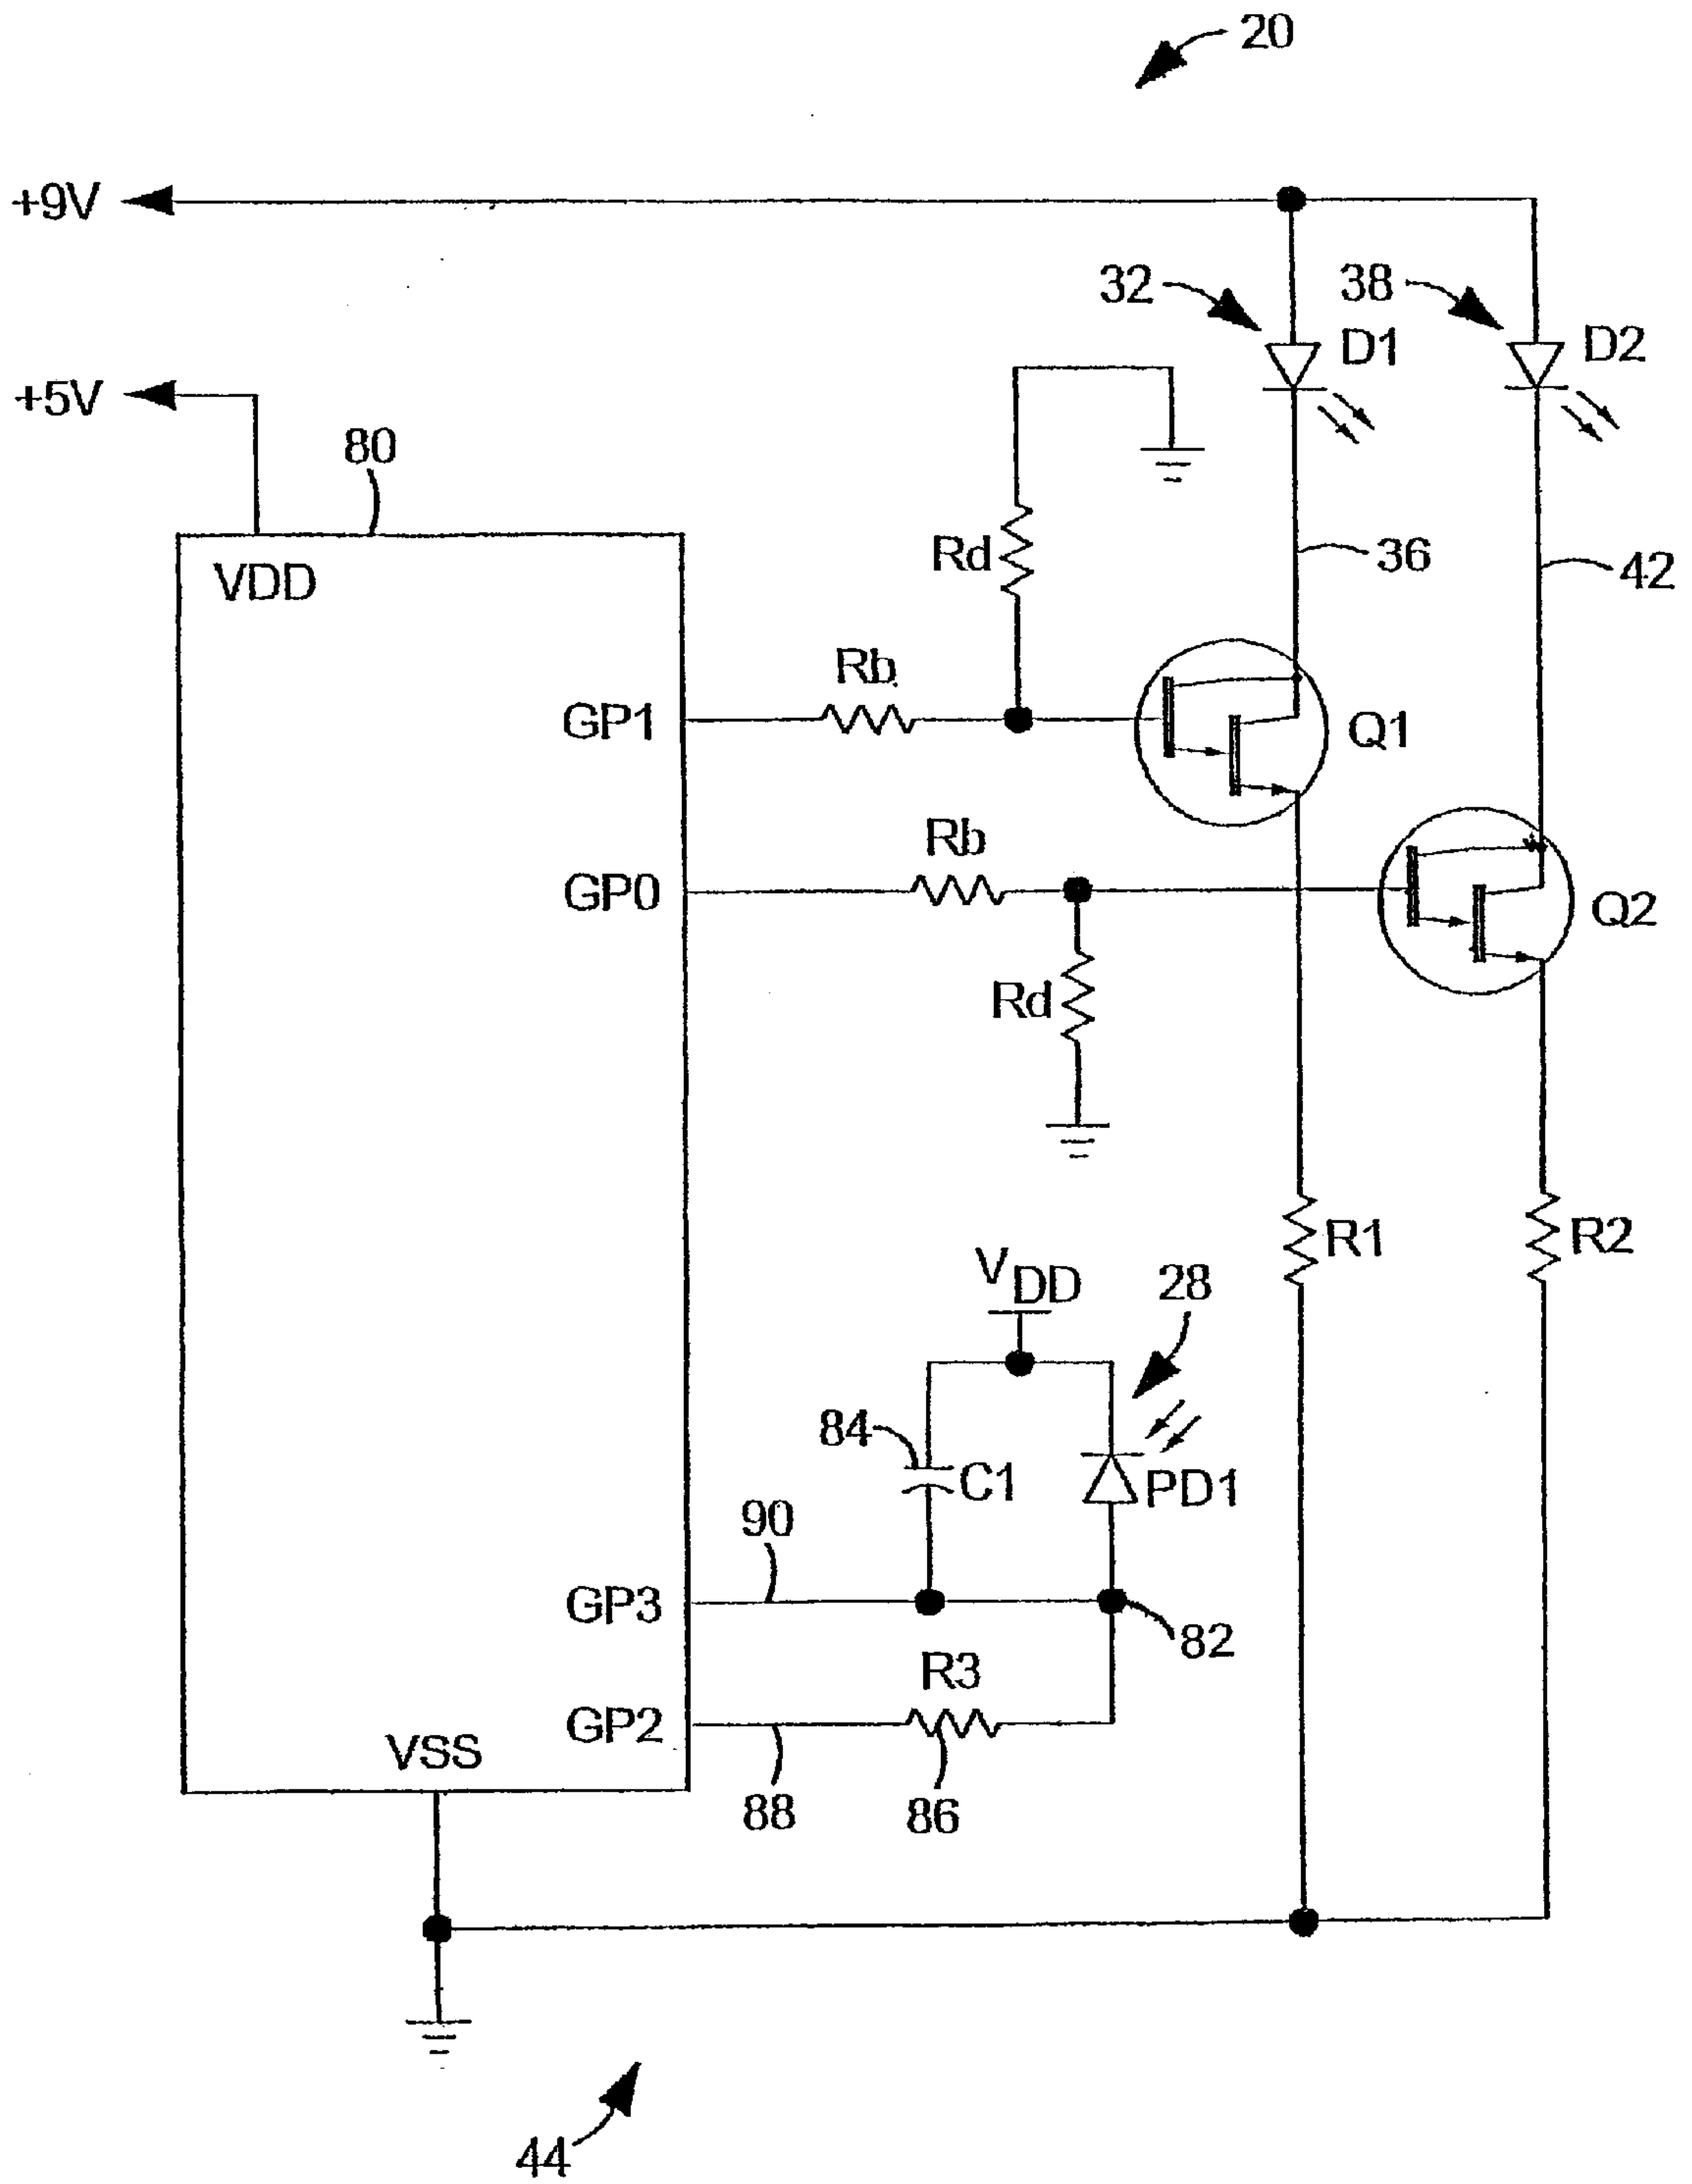 20
+9V
32
38
D1
D2
+5V
80
VDD
Rd
36
42
Rb
GP1
Q1
Rb
GP0
Q2
Rd
R1
R2
VDD
28
84
C1
PD1
90
GP3
82
R3
GP2
VSS
88
86
44